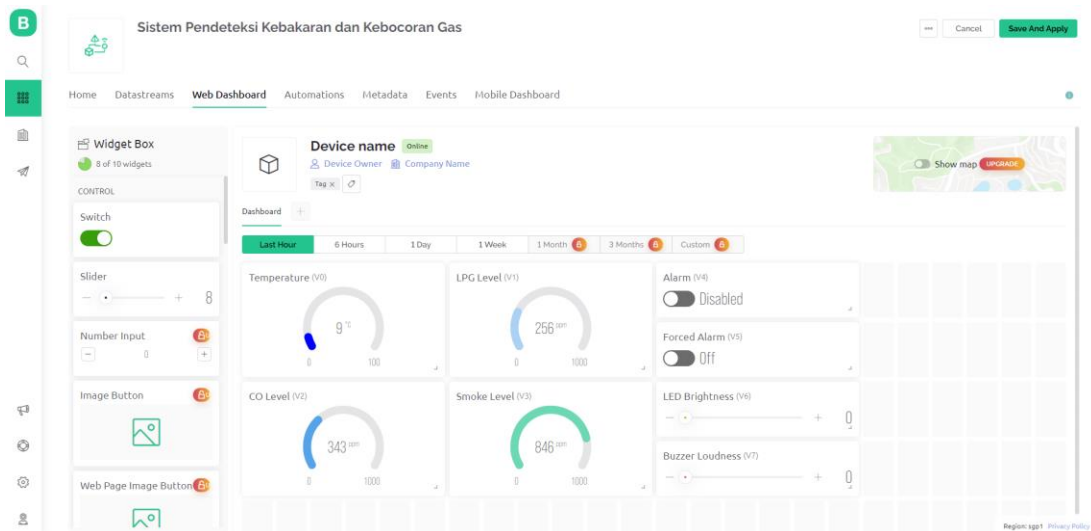 B
Sistem Pendeteksi Kebakaran dan Kebocoran Gas
Cancel
Save And Apply
Home Datastreams Web Dashboard Automations Metadata Events Mobile Dashboard
Widget Box
8 of 10 widgets
CONTROL
Switch
Slider
8
Number Input
0
Image Button
Web Page Image Button
Device name Online
Device Owner Company Name
Tag ×
Show map UPGRADE
Dashboard +
Last Hour 6 Hours 1 Day 1 Week 1 Month 3 Months Custom
Temperature (V0)
9 °C
0 100
LPG Level (V1)
256 ppm
0 1000
Alarm (V4)
Disabled
Forced Alarm (V5)
Off
CO Level (V2)
343 ppm
0 1000
Smoke Level (V3)
846 ppm
0 1000
LED Brightness (V6)
0
Buzzer Loudness (V7)
0
Region: sgp1 Privacy Policy